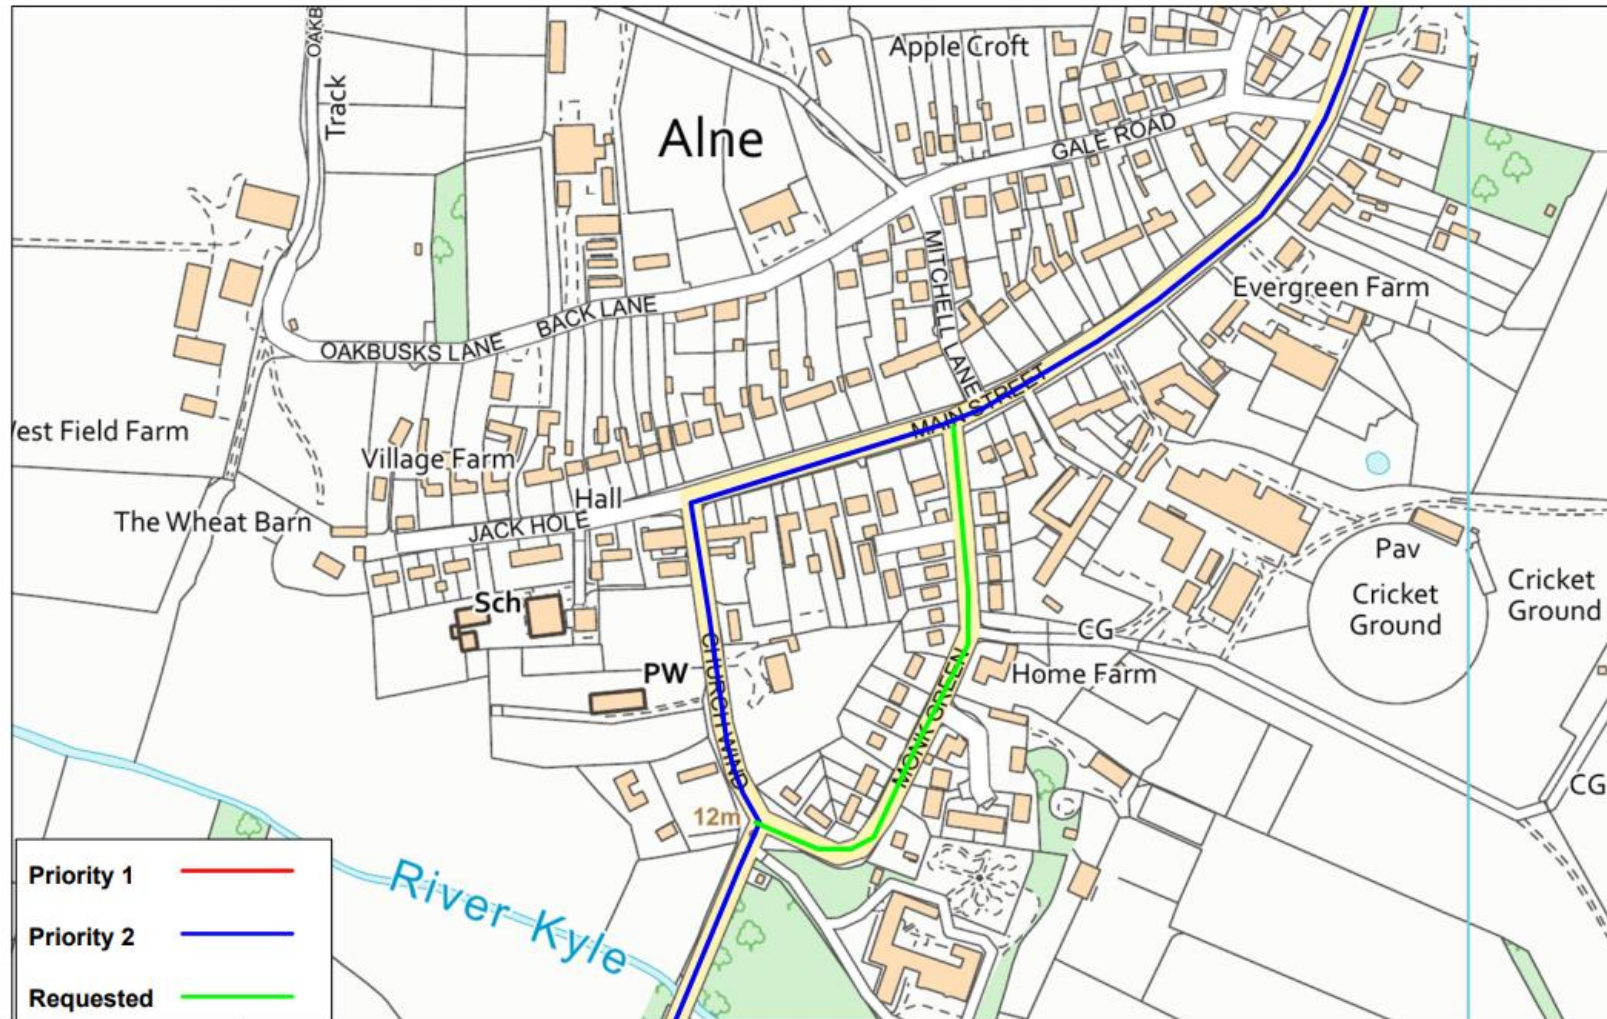 OAKB
Track
Apple Croft
Alne
GALE ROAD
MITCHELL LANE
Evergreen Farm
BACK LANE
OAKBUSKS LANE
MAIN STREET
est Field Farm
Village Farm
Hall
The Wheat Barn
JACK HOLE
Pav
Cricket
Ground
Cricket
Ground
Sch
CG
PW
CHURCH WIND
MONK GREEN
Home Farm
CG
12m
River Kyle
Priority 1
Priority 2
Requested